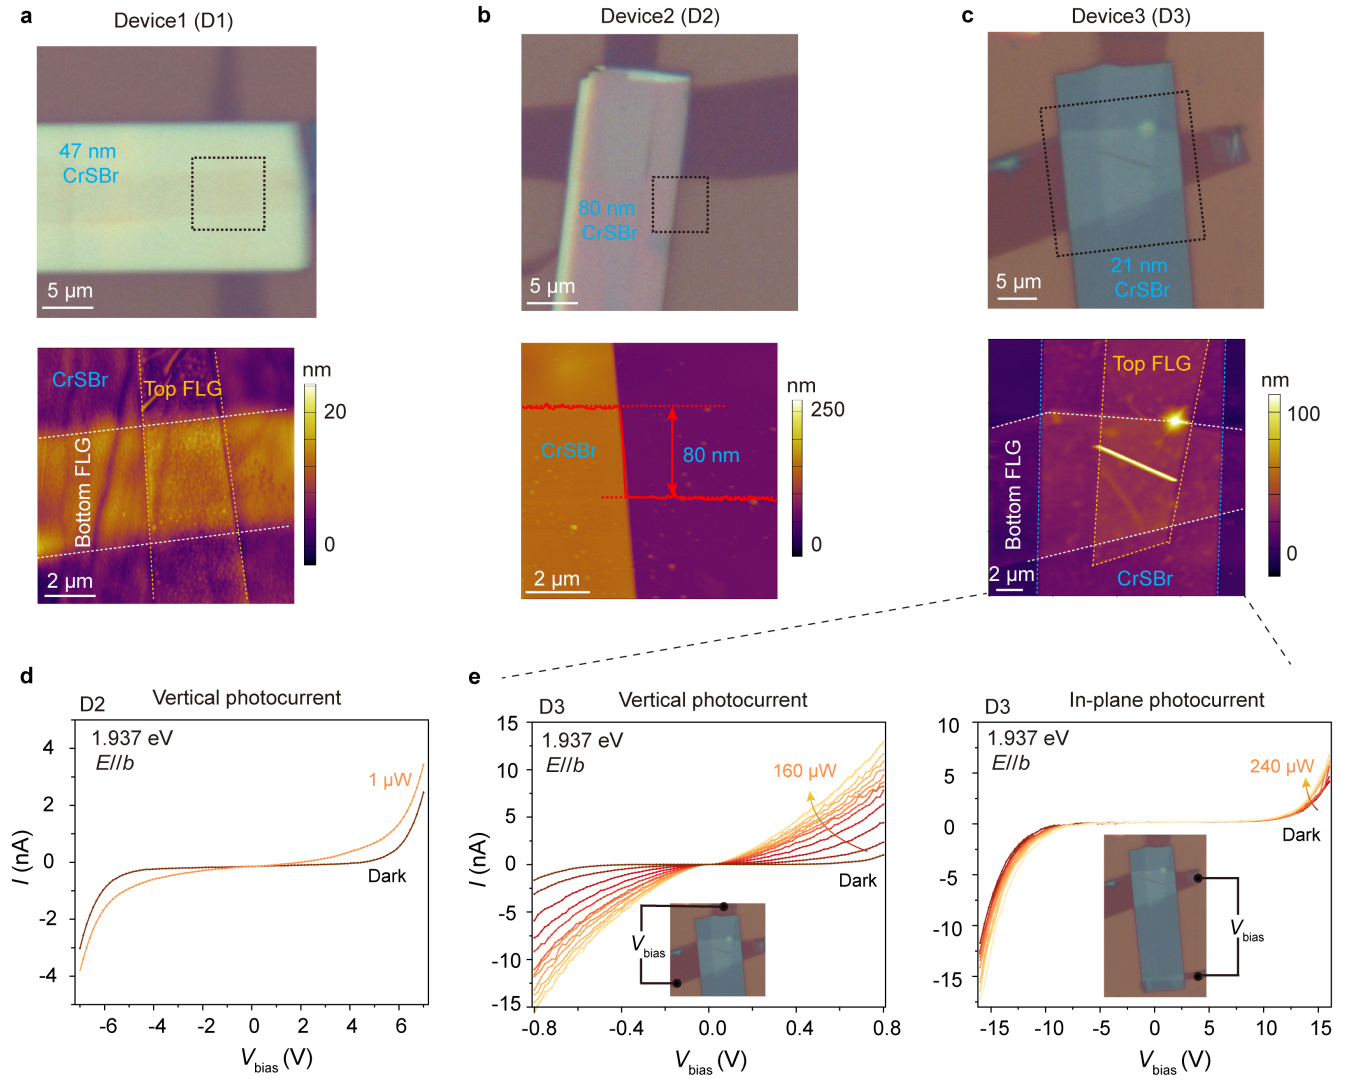 a
Device1 (D1)
47 nm
CrSBr
5 μm
b
Device2 (D2)
80 nm
CrSBr
5 μm
c
Device3 (D3)
21 nm
CrSBr
5 μm
CrSBr
Top FLG
Bottom FLG
2 μm
nm
20
0
CrSBr
80 nm
2 μm
nm
250
0
Top FLG
Bottom FLG
CrSBr
2 μm
nm
100
0
d
D2
Vertical photocurrent
1.937 eV
E//b
1 μW
Dark
I (nA)
4
2
0
-2
-4
-6
-4
-2
0
2
4
6
Vbias (V)
e
D3
Vertical photocurrent
1.937 eV
E//b
160 μW
Dark
Vbias
I (nA)
15
10
5
0
-5
-10
-15
-0.8
-0.4
0.0
0.4
0.8
Vbias (V)
D3
In-plane photocurrent
1.937 eV
E//b
240 μW
Dark
Vbias
10
5
0
-5
-10
-15
-15
-10
-5
0
5
10
15
Vbias (V)